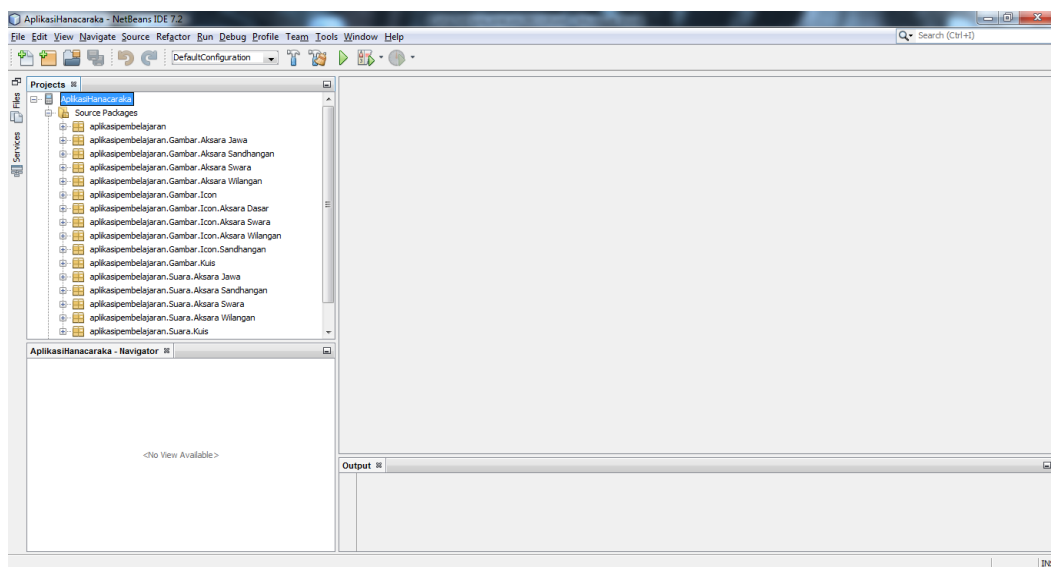 AplikasiHanacaraka - NetBeans IDE 7.2
File Edit View Navigate Source Refactor Run Debug Profile Team Tools Window Help
Search (Ctrl+I)
DefaultConfiguration
Projects
Files
Services
AplikasiHanacaraka
Source Packages
aplikasipembelajaran
aplikasipembelajaran.Gambar.Aksara Jawa
aplikasipembelajaran.Gambar.Aksara Sandhangan
aplikasipembelajaran.Gambar.Aksara Swara
aplikasipembelajaran.Gambar.Aksara Wilangan
aplikasipembelajaran.Gambar.Icon
aplikasipembelajaran.Gambar.Icon.Aksara Dasar
aplikasipembelajaran.Gambar.Icon.Aksara Swara
aplikasipembelajaran.Gambar.Icon.Aksara Wilangan
aplikasipembelajaran.Gambar.Icon.Sandhangan
aplikasipembelajaran.Gambar.Kuis
aplikasipembelajaran.Suara.Aksara Jawa
aplikasipembelajaran.Suara.Aksara Sandhangan
aplikasipembelajaran.Suara.Aksara Swara
aplikasipembelajaran.Suara.Aksara Wilangan
aplikasipembelajaran.Suara.Kuis
AplikasiHanacaraka - Navigator
<No View Available>
Output
IN